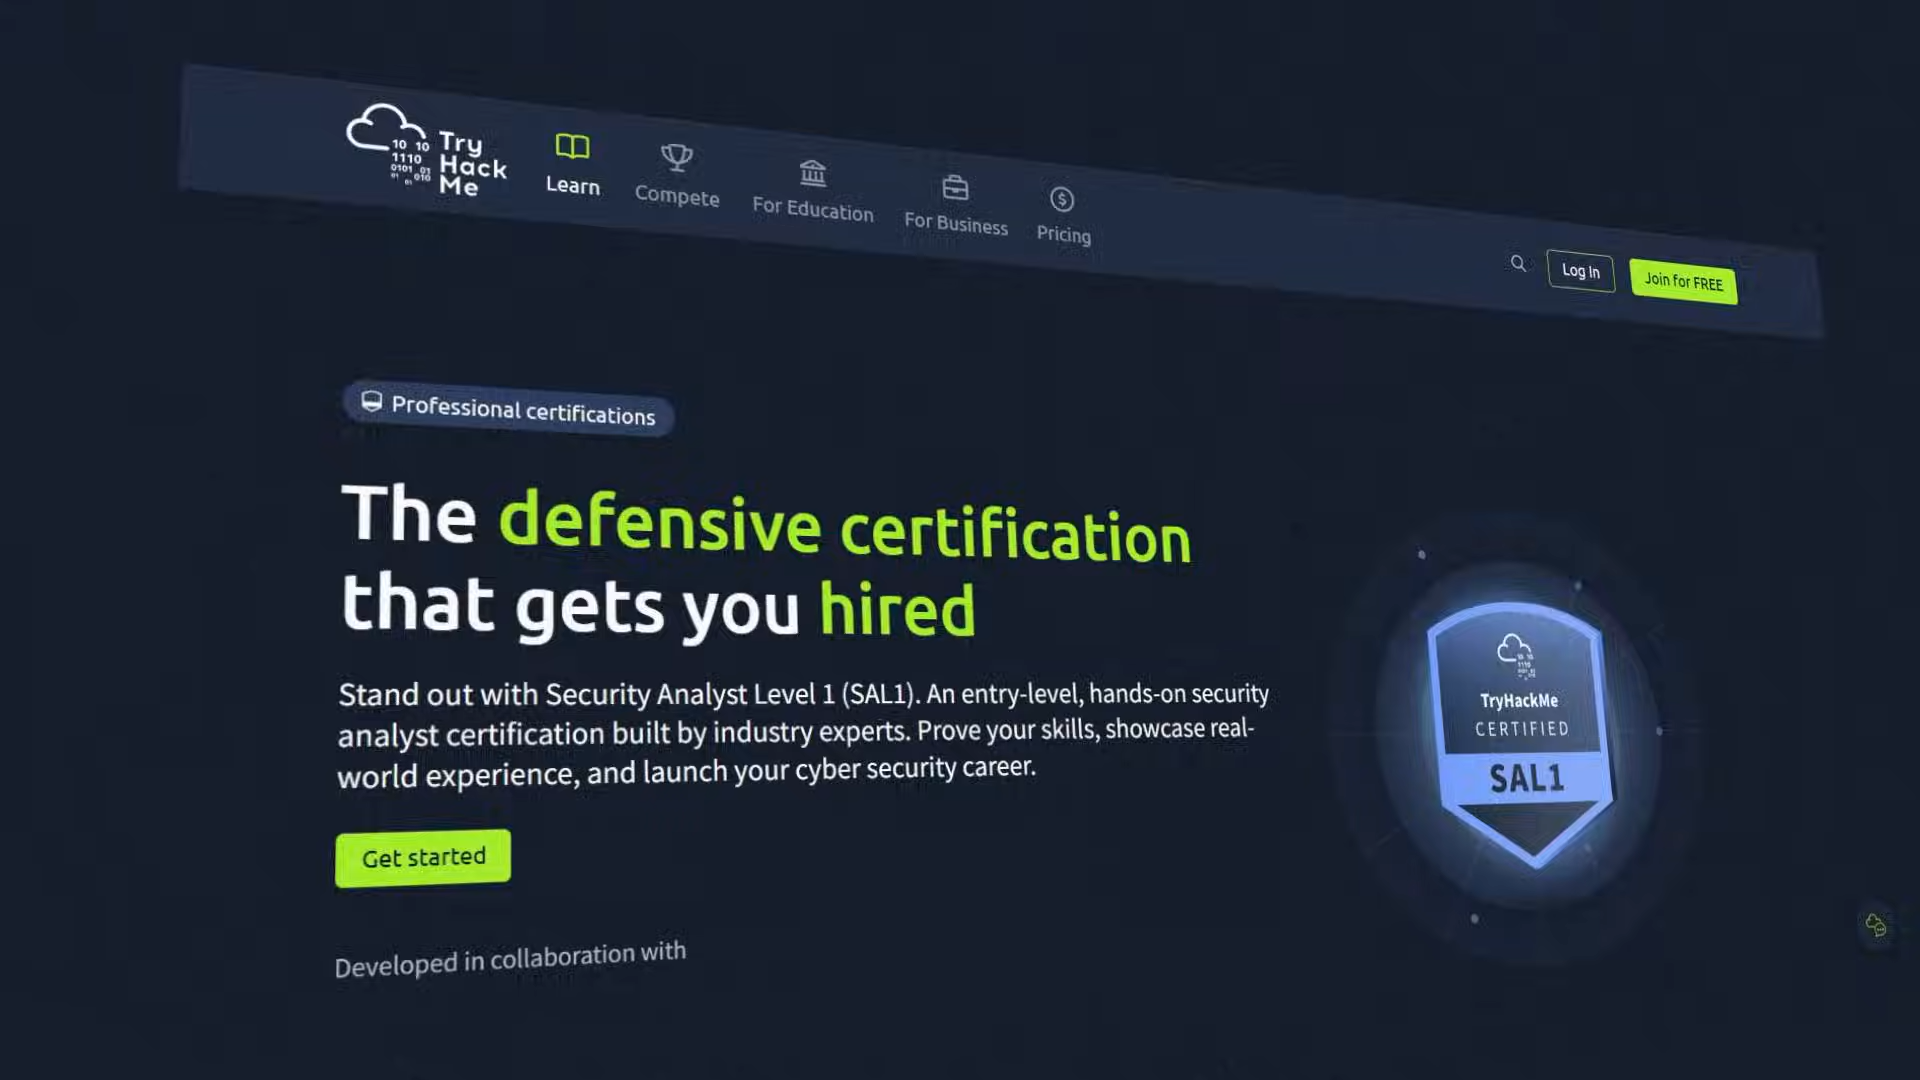 Try
Hack
Me
Learn
Compete
For Education
For Business
Pricing
Log In
Join for FREE
Professional certifications
The defensive certification
that gets you hired
Stand out with Security Analyst Level 1 (SAL1). An entry-level, hands-on security
analyst certification built by industry experts. Prove your skills, showcase real-
world experience, and launch your cyber security career.
Get started
Developed in collaboration with
TryHackMe
CERTIFIED
SAL1